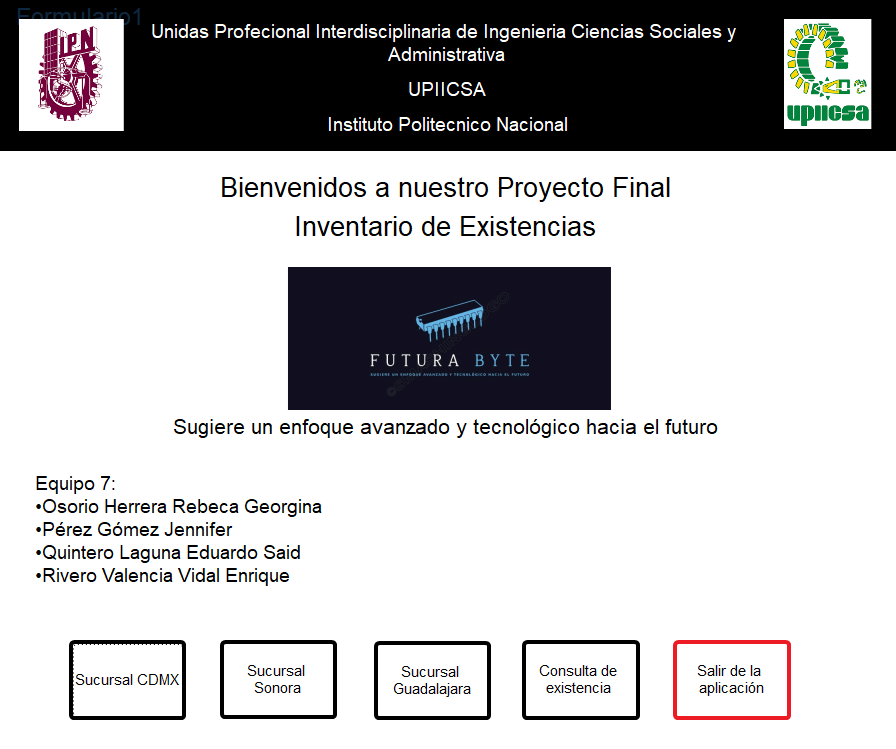 Formulario1
IPN
Unidas Profecional Interdisciplinaria de Ingenieria Ciencias Sociales y
Administrativa
UPIICSA
Instituto Politecnico Nacional
upiicsa
Bienvenidos a nuestro Proyecto Final
Inventario de Existencias
FUTURA BYTE
SUGIERE UN ENFOQUE AVANZADO Y TECNOLÓGICO HACIA EL FUTURO
Sugiere un enfoque avanzado y tecnológico hacia el futuro
Equipo 7:
•Osorio Herrera Rebeca Georgina
•Pérez Gómez Jennifer
•Quintero Laguna Eduardo Said
•Rivero Valencia Vidal Enrique
Sucursal CDMX
Sucursal
Sonora
Sucursal
Guadalajara
Consulta de
existencia
Salir de la
aplicación